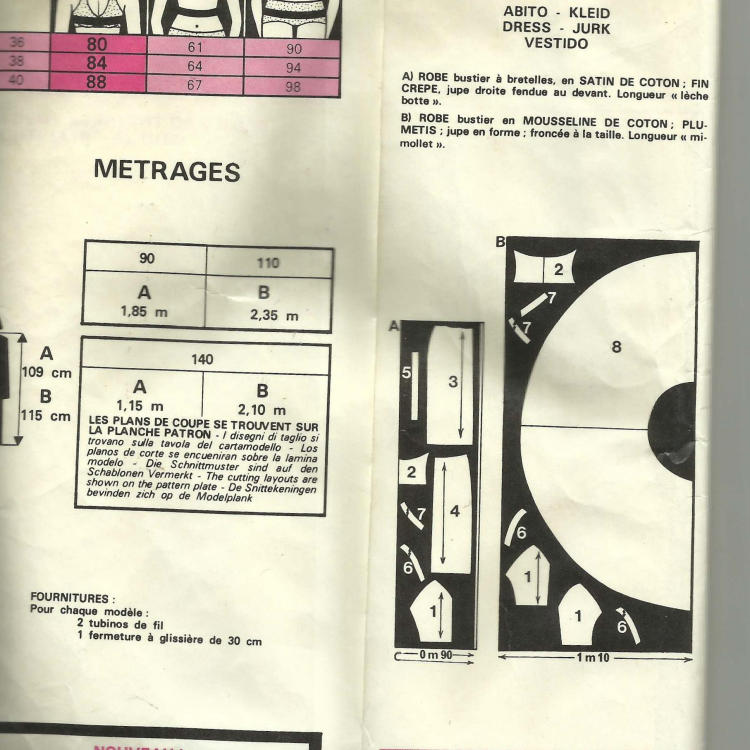 36 80 61 90
38 84 64 94
40 88 67 98
METRAGES
90 110
A B
1,85 m 2,35 m
140
A B
1,15 m 2,10 m
LES PLANS DE COUPE SE TROUVENT SUR
LA PLANCHE PATRON - I disegni di taglio si
trovano sulla tavola del cartamodello - Los
planos de corte se encueniran sobre la lamina
modelo - Die Schnittmuster sind auf den
Schablonen Vermerkt - The cutting layouts are
shown on the pattern plate - De Snittekeningen
bevinden zich op de Modelplank
A
109 cm
B
115 cm
FOURNITURES :
Pour chaque modèle :
2 tubinos de fil
1 fermeture à glissière de 30 cm
ABITO - KLEID
DRESS - JURK
VESTIDO
A) ROBE bustier à bretelles, en SATIN DE COTON ; FIN
CREPE, jupe droite fendue au devant. Longueur « lèche
botte ».
B) ROBE bustier en MOUSSELINE DE COTON ; PLU-
METIS ; jupe en forme ; froncée à la taille. Longueur « mi-
mollet ».
A
5
3
2
7
4
6
1
0 m 90
B
2
7
7
8
6
1
1
6
1 m 10